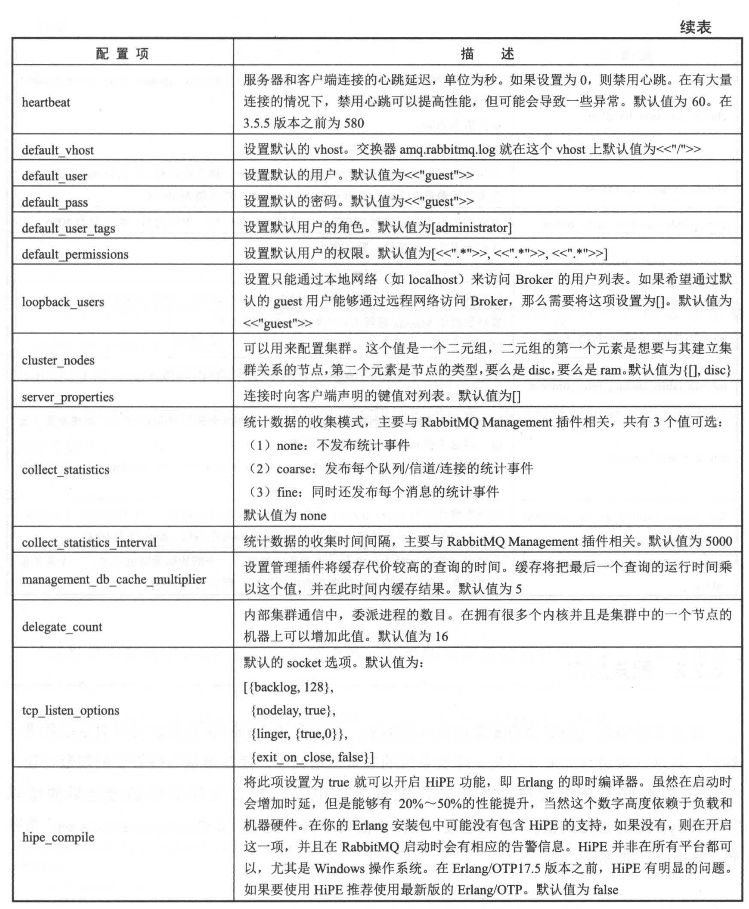 续表
配 置 项
描 述
heartbeat
服务器和客户端连接的心跳延迟，单位为秒。如果设置为 0，则禁用心跳。在有大量
连接的情况下，禁用心跳可以提高性能，但可能会导致一些异常。默认值为 60。在
3.5.5 版本之前为 580
default_vhost
设置默认的 vhost。交换器 amq.rabbitmq.log 就在这个 vhost 上默认值为<<"/">>
default_user
设置默认的用户。默认值为<<"guest">>
default_pass
设置默认的密码。默认值为<<"guest">>
default_user_tags
设置默认用户的角色。默认值为[administrator]
default_permissions
设置默认用户的权限。默认值为[<<".*">>, <<".*">>, <<".*">>]
loopback_users
设置只能通过本地网络（如 localhost）来访问 Broker 的用户列表。如果希望通过默
认的 guest 用户能够通过远程网络访问 Broker，那么需要将这项设置为[]。默认值为
<<"guest">>
cluster_nodes
可以用来配置集群。这个值是一个二元组，二元组的第一个元素是想要与其建立集
群关系的节点，第二个元素是节点的类型，要么是 disc，要么是 ram。默认值为{[], disc}
server_properties
连接时向客户端声明的键值对列表。默认值为[]
collect_statistics
统计数据的收集模式，主要与 RabbitMQ Management 插件相关，共有 3 个值可选：
（1）none：不发布统计事件
（2）coarse：发布每个队列/信道/连接的统计事件
（3）fine：同时还发布每个消息的统计事件
默认值为 none
collect_statistics_interval
统计数据的收集时间间隔，主要与 RabbitMQ Management 插件相关。默认值为 5000
management_db_cache_multiplier
设置管理插件将缓存代价较高的查询的时间。缓存将把最后一个查询的运行时间乘
以这个值，并在此时间内缓存结果。默认值为 5
delegate_count
内部集群通信中，委派进程的数目。在拥有很多个内核并且是集群中的一个节点的
机器上可以增加此值。默认值为 16
tcp_listen_options
默认的 socket 选项。默认值为：
[{backlog, 128},
{nodelay, true},
{linger, {true,0}},
{exit_on_close, false}]
hipe_compile
将此项设置为 true 就可以开启 HiPE 功能，即 Erlang 的即时编译器。虽然在启动时
会增加时延，但是能够有 20%～50%的性能提升，当然这个数字高度依赖于负载和
机器硬件。在你的 Erlang 安装包中可能没有包含 HiPE 的支持，如果没有，则在开启
这一项，并且在 RabbitMQ 启动时会有相应的告警信息。HiPE 并非在所有平台都可
以，尤其是 Windows 操作系统。在 Erlang/OTP17.5 版本之前，HiPE 有明显的问题。
如果要使用 HiPE 推荐使用最新版的 Erlang/OTP。默认值为 false